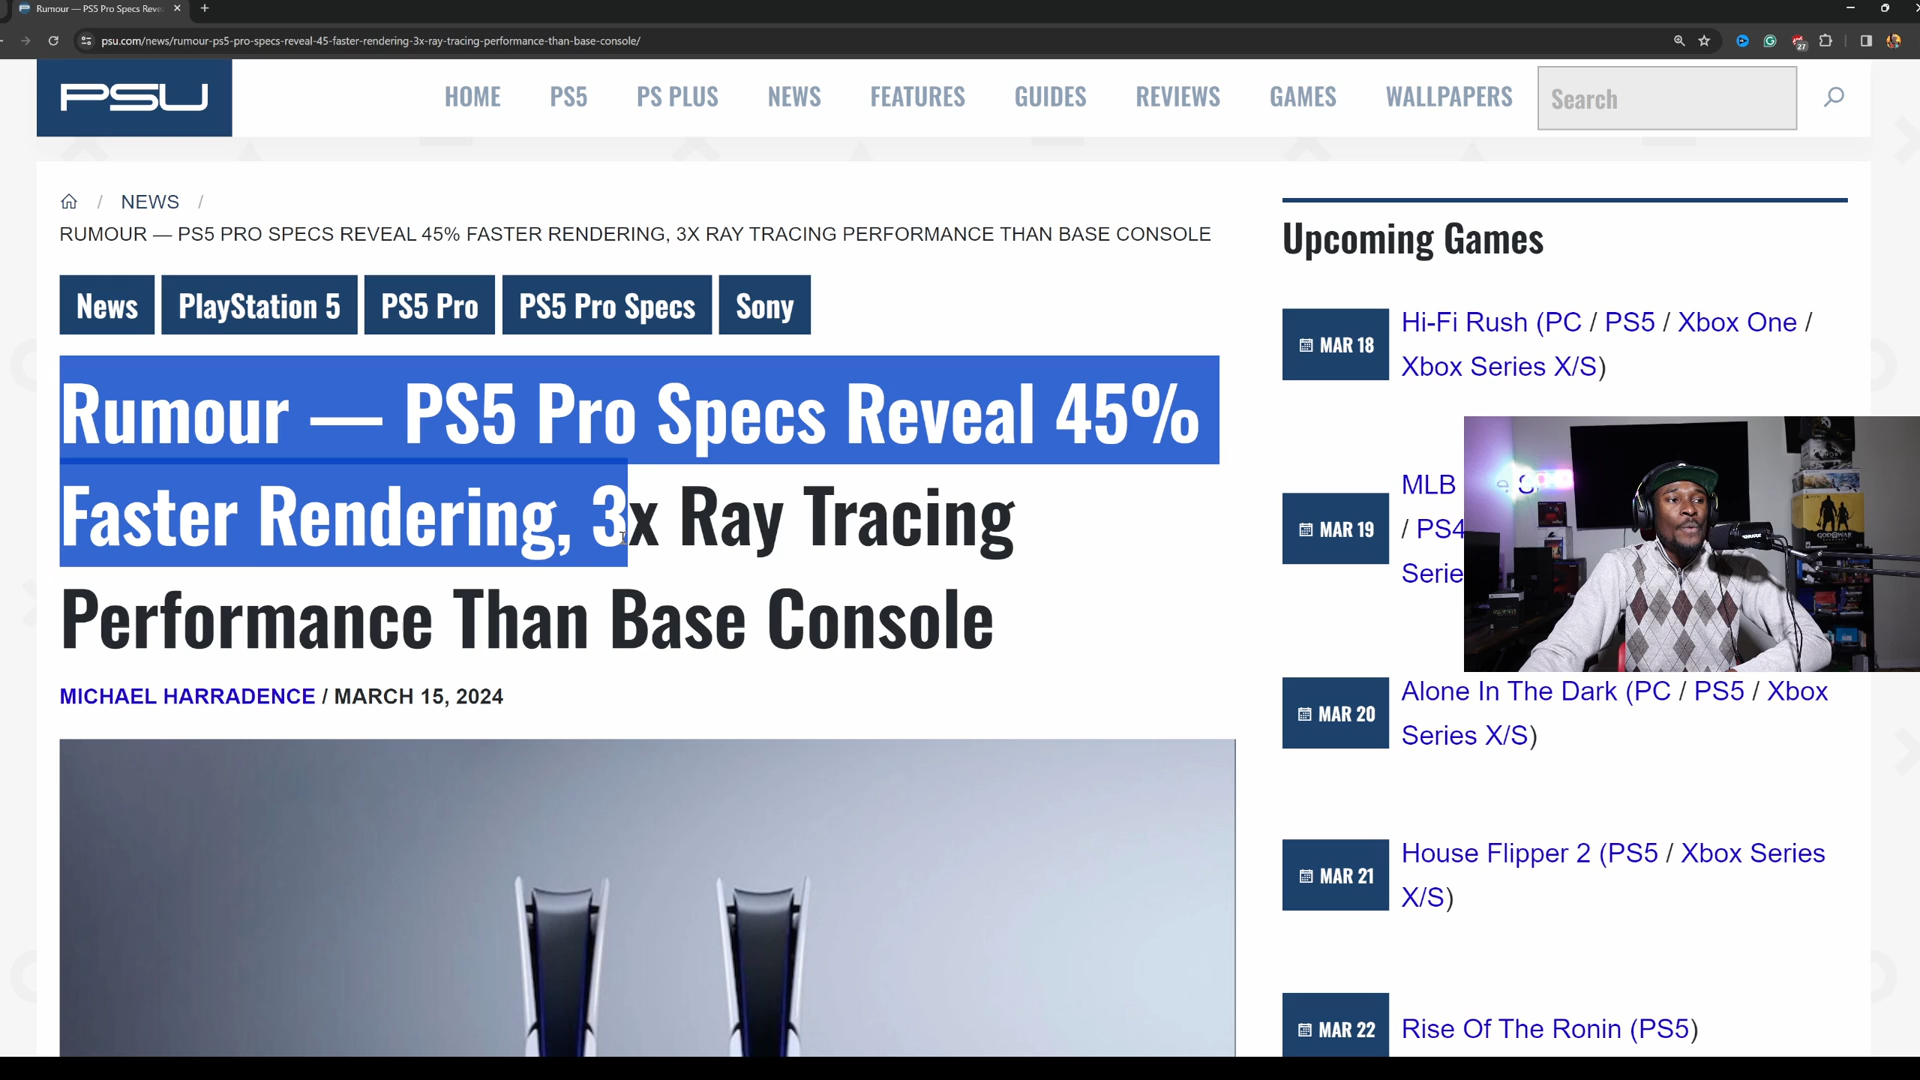 Rumour — PS5 Pro Specs Reve
psu.com/news/rumour-ps5-pro-specs-reveal-45-faster-rendering-3x-ray-tracing-performance-than-base-console/
27
PSU
HOME PS5 PS PLUS NEWS FEATURES GUIDES REVIEWS GAMES WALLPAPERS Search
/ NEWS /
RUMOUR — PS5 PRO SPECS REVEAL 45% FASTER RENDERING, 3X RAY TRACING PERFORMANCE THAN BASE CONSOLE
News PlayStation 5 PS5 Pro PS5 Pro Specs Sony
Rumour — PS5 Pro Specs Reveal 45%
Faster Rendering, 3x Ray Tracing
Performance Than Base Console
MICHAEL HARRADENCE / MARCH 15, 2024
Upcoming Games
MAR 18
Hi-Fi Rush (PC / PS5 / Xbox One /
Xbox Series X/S)
MAR 19
MLB
/ PS4
Serie
GOD OF WAR
MAR 20
Alone In The Dark (PC / PS5 / Xbox
Series X/S)
MAR 21
House Flipper 2 (PS5 / Xbox Series
X/S)
MAR 22
Rise Of The Ronin (PS5)